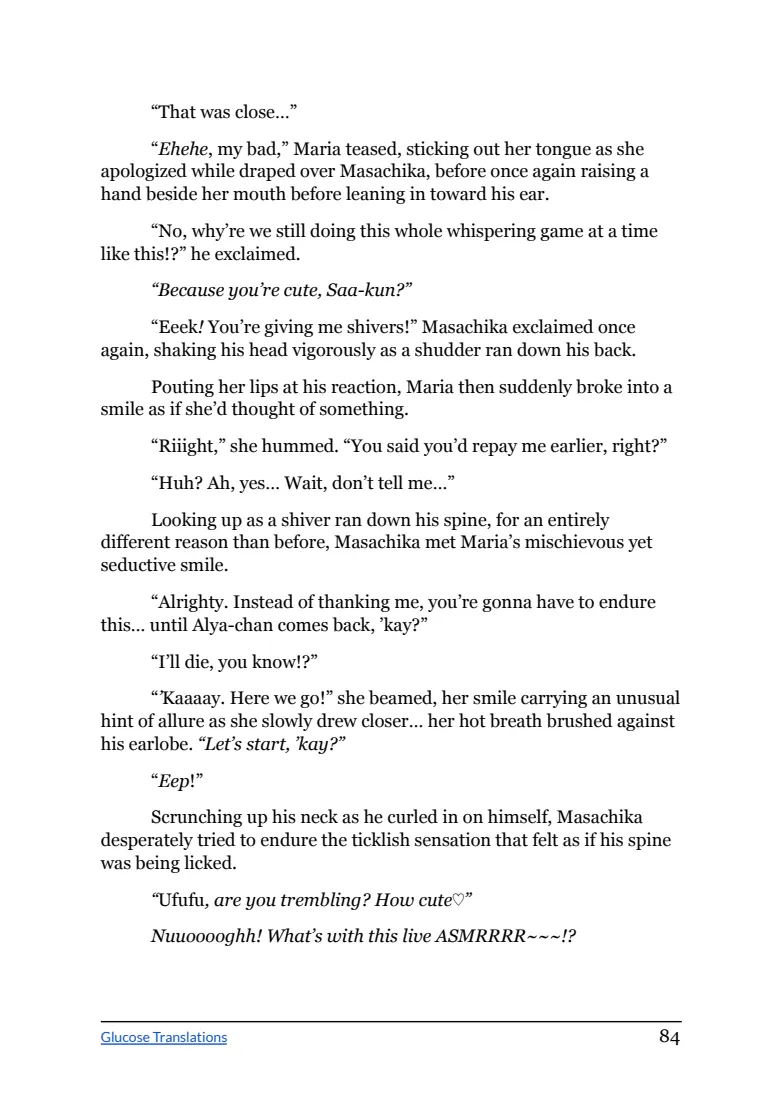 “That was close…”
“Ehehe, my bad,” Maria teased, sticking out her tongue as she
apologized while draped over Masachika, before once again raising a
hand beside her mouth before leaning in toward his ear.
“No, why’re we still doing this whole whispering game at a time
like this!?” he exclaimed.
“Because you’re cute, Saa-kun?”
“Eeek! You’re giving me shivers!” Masachika exclaimed once
again, shaking his head vigorously as a shudder ran down his back.
Pouting her lips at his reaction, Maria then suddenly broke into a
smile as if she’d thought of something.
“Riiight,” she hummed. “You said you’d repay me earlier, right?”
“Huh? Ah, yes… Wait, don’t tell me…”
Looking up as a shiver ran down his spine, for an entirely
different reason than before, Masachika met Maria’s mischievous yet
seductive smile.
“Alrighty. Instead of thanking me, you’re gonna have to endure
this… until Alya-chan comes back, ’kay?”
“I’ll die, you know!?”
“’Kaaaay. Here we go!” she beamed, her smile carrying an unusual
hint of allure as she slowly drew closer… her hot breath brushed against
his earlobe. “Let’s start, ’kay?”
“Eep!”
Scrunching up his neck as he curled in on himself, Masachika
desperately tried to endure the ticklish sensation that felt as if his spine
was being licked.
“Ufufu, are you trembling? How cute♡”
Nuuooooghh! What’s with this live ASMRRRR~~~!?
Glucose Translations 84